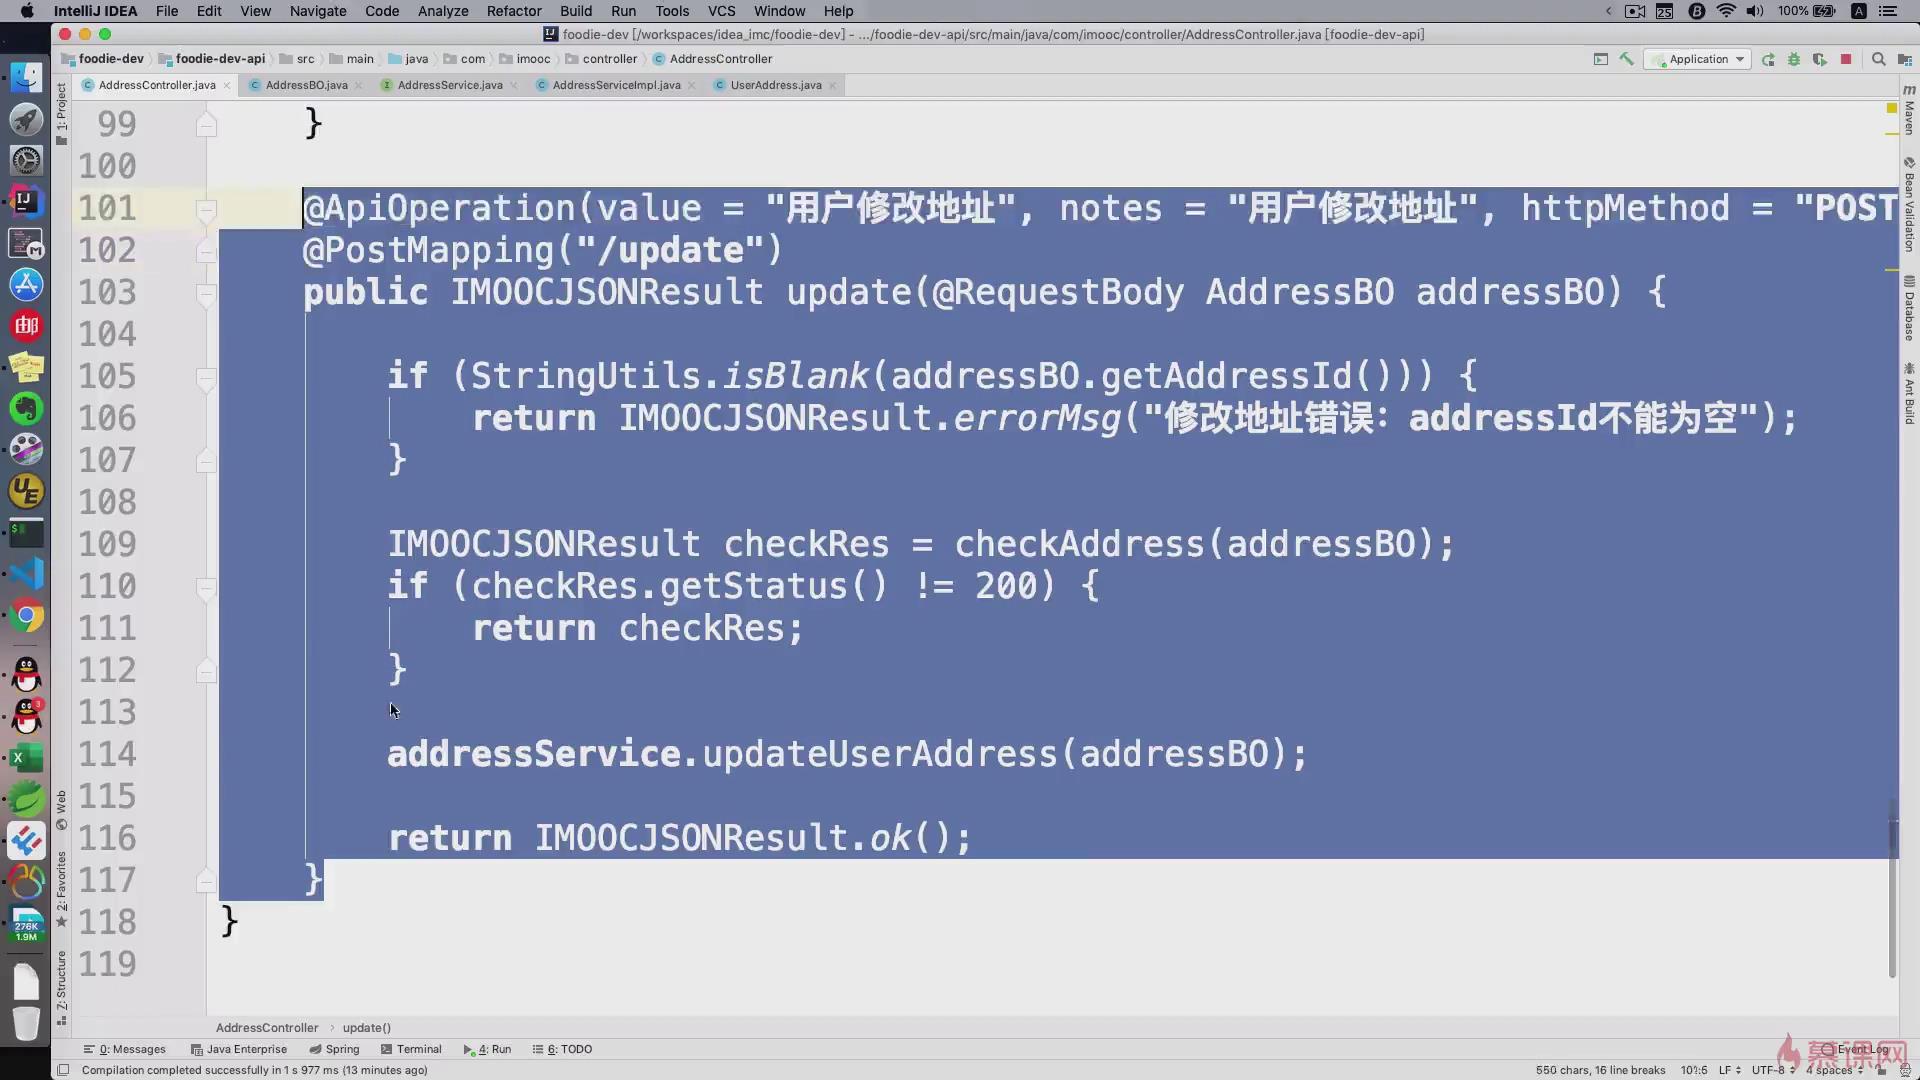 IntelliJ IDEA File Edit View Navigate Code Analyze Refactor Build Run Tools VCS Window Help 25 100% A
foodie-dev [/workspaces/idea_imc/foodie-dev] - .../foodie-dev-api/src/main/java/com/imooc/controller/AddressController.java [foodie-dev-api]
foodie-dev foodie-dev-api src main java com imooc controller AddressController Application
AddressController.java AddressBO.java AddressService.java AddressServiceImpl.java UserAddress.java
1: Project
Maven
Bean Validation
Database
Ant Build
99 }
100
101 @ApiOperation(value = "用户修改地址", notes = "用户修改地址", httpMethod = "POST
102 @PostMapping("/update")
103 public IMOOCJSONResult update(@RequestBody AddressBO addressBO) {
104
105 if (StringUtils.isBlank(addressBO.getAddressId())) {
106 return IMOOCJSONResult.errorMsg("修改地址错误：addressId不能为空");
107 }
108
109 IMOOCJSONResult checkRes = checkAddress(addressBO);
110 if (checkRes.getStatus() != 200) {
111 return checkRes;
112 }
113
114 addressService.updateUserAddress(addressBO);
115
116 return IMOOCJSONResult.ok();
117 }
118 }
119
邮
UE
3
276K
1.9M
Web
2: Favorites
7: Structure
AddressController update()
0: Messages Java Enterprise Spring Terminal 4: Run 6: TODO Event Log
慕课网
Compilation completed successfully in 1 s 977 ms (13 minutes ago) 550 chars, 16 line breaks LF UTF-8 4 spaces